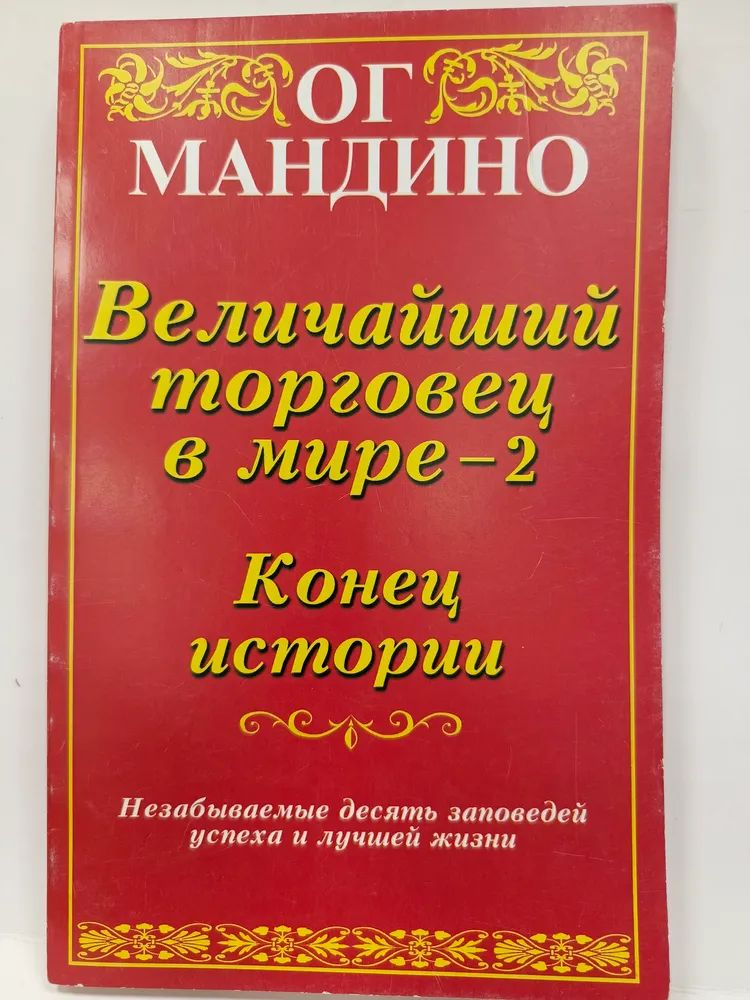 ОГ
МАНДИНО
Величайший
торговец
в мире – 2
Конец
истории
Незабываемые десять заповедей
успеха и лучшей жизни